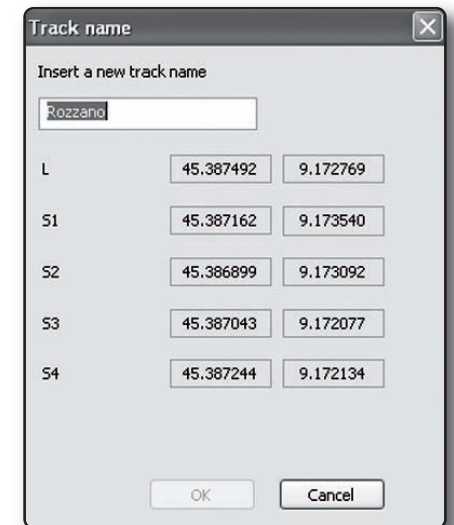 Track name
Insert a new track name
Rozzano
L 45.387492 9.172769
S1 45.387162 9.173540
S2 45.386899 9.173092
S3 45.387043 9.172077
S4 45.387244 9.172134
OK Cancel